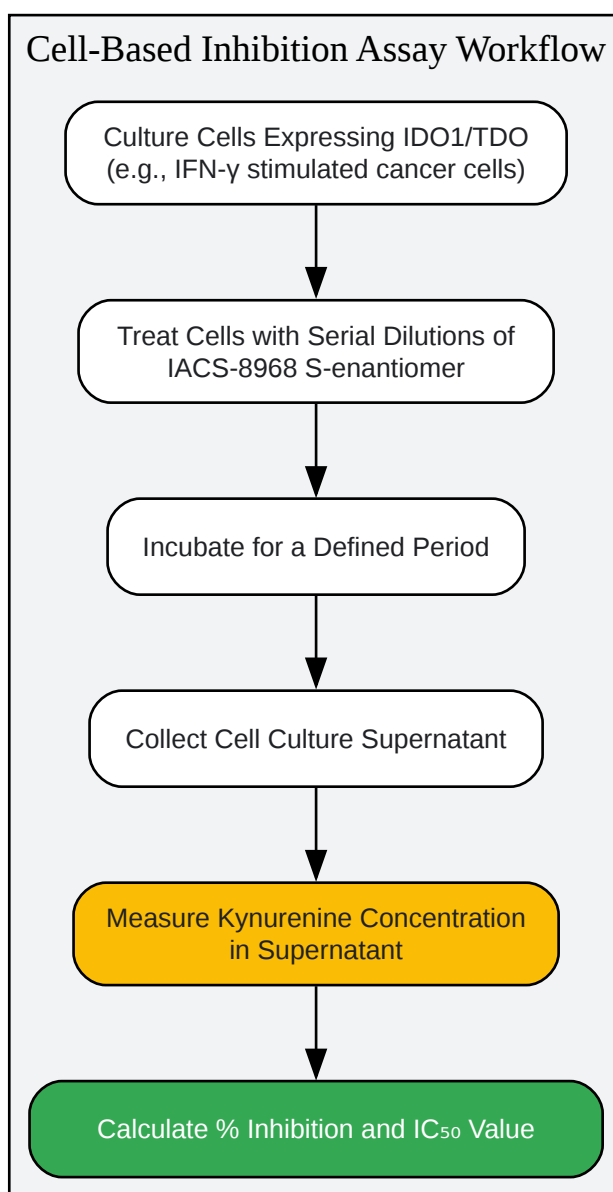 Cell-Based Inhibition Assay Workflow
Culture Cells Expressing IDO1/TDO
(e.g., IFN-γ stimulated cancer cells)
Treat Cells with Serial Dilutions of
IACS-8968 S-enantiomer
Incubate for a Defined Period
Collect Cell Culture Supernatant
Measure Kynurenine Concentration
in Supernatant
Calculate % Inhibition and IC₅₀ Value